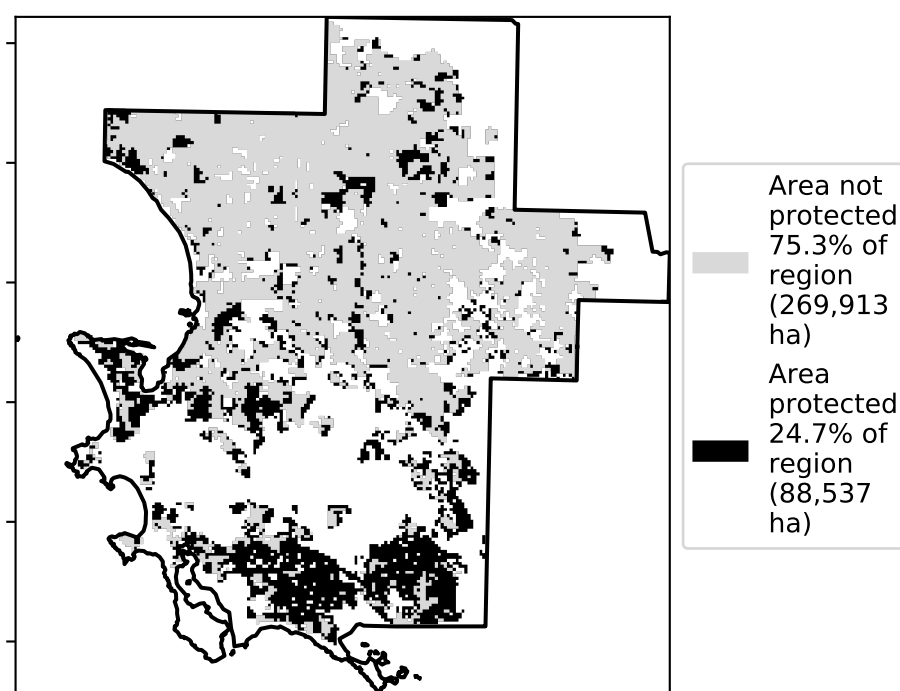 Area not
protected
75.3% of
region
(269,913
ha)
Area
protected
24.7% of
region
(88,537
ha)